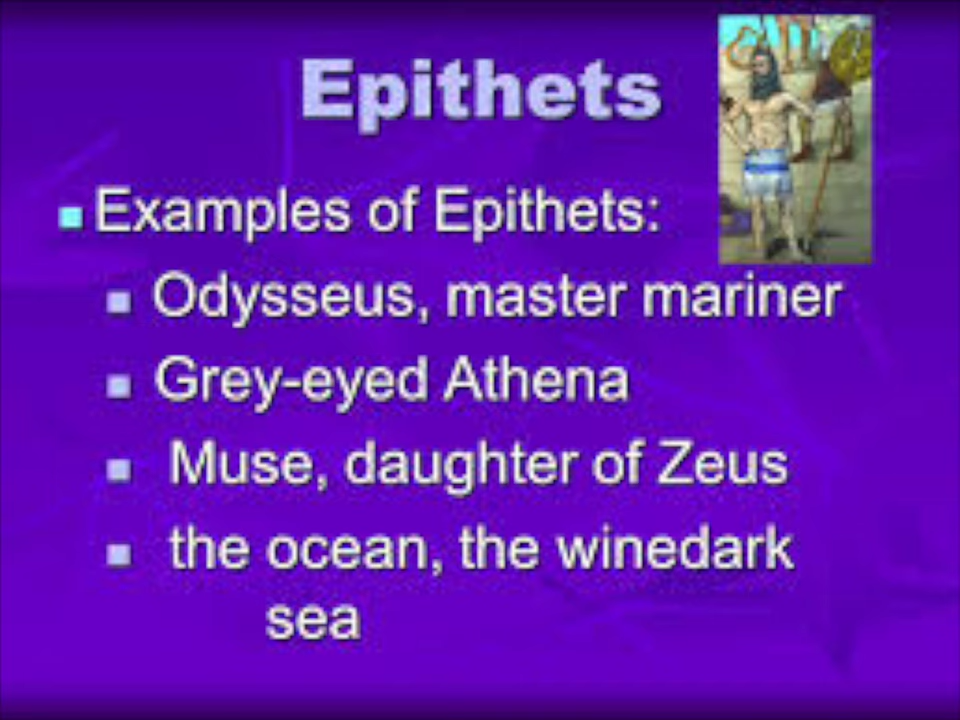 Epithets
Examples of Epithets:
Odysseus, master mariner
Grey-eyed Athena
Muse, daughter of Zeus
the ocean, the winedark
sea